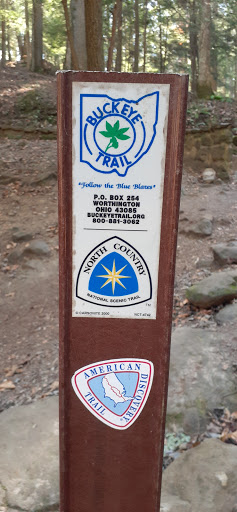 BUCKEYE
TRAIL
"Follow the Blue Blazes"
P.O. BOX 254
WORTHINGTON
OHIO 43085
BUCKEYETRAIL.ORG
800-881-3062
NORTH COUNTRY
NATIONAL SCENIC TRAIL
AMERICAN
DISCOVERY
TRAIL